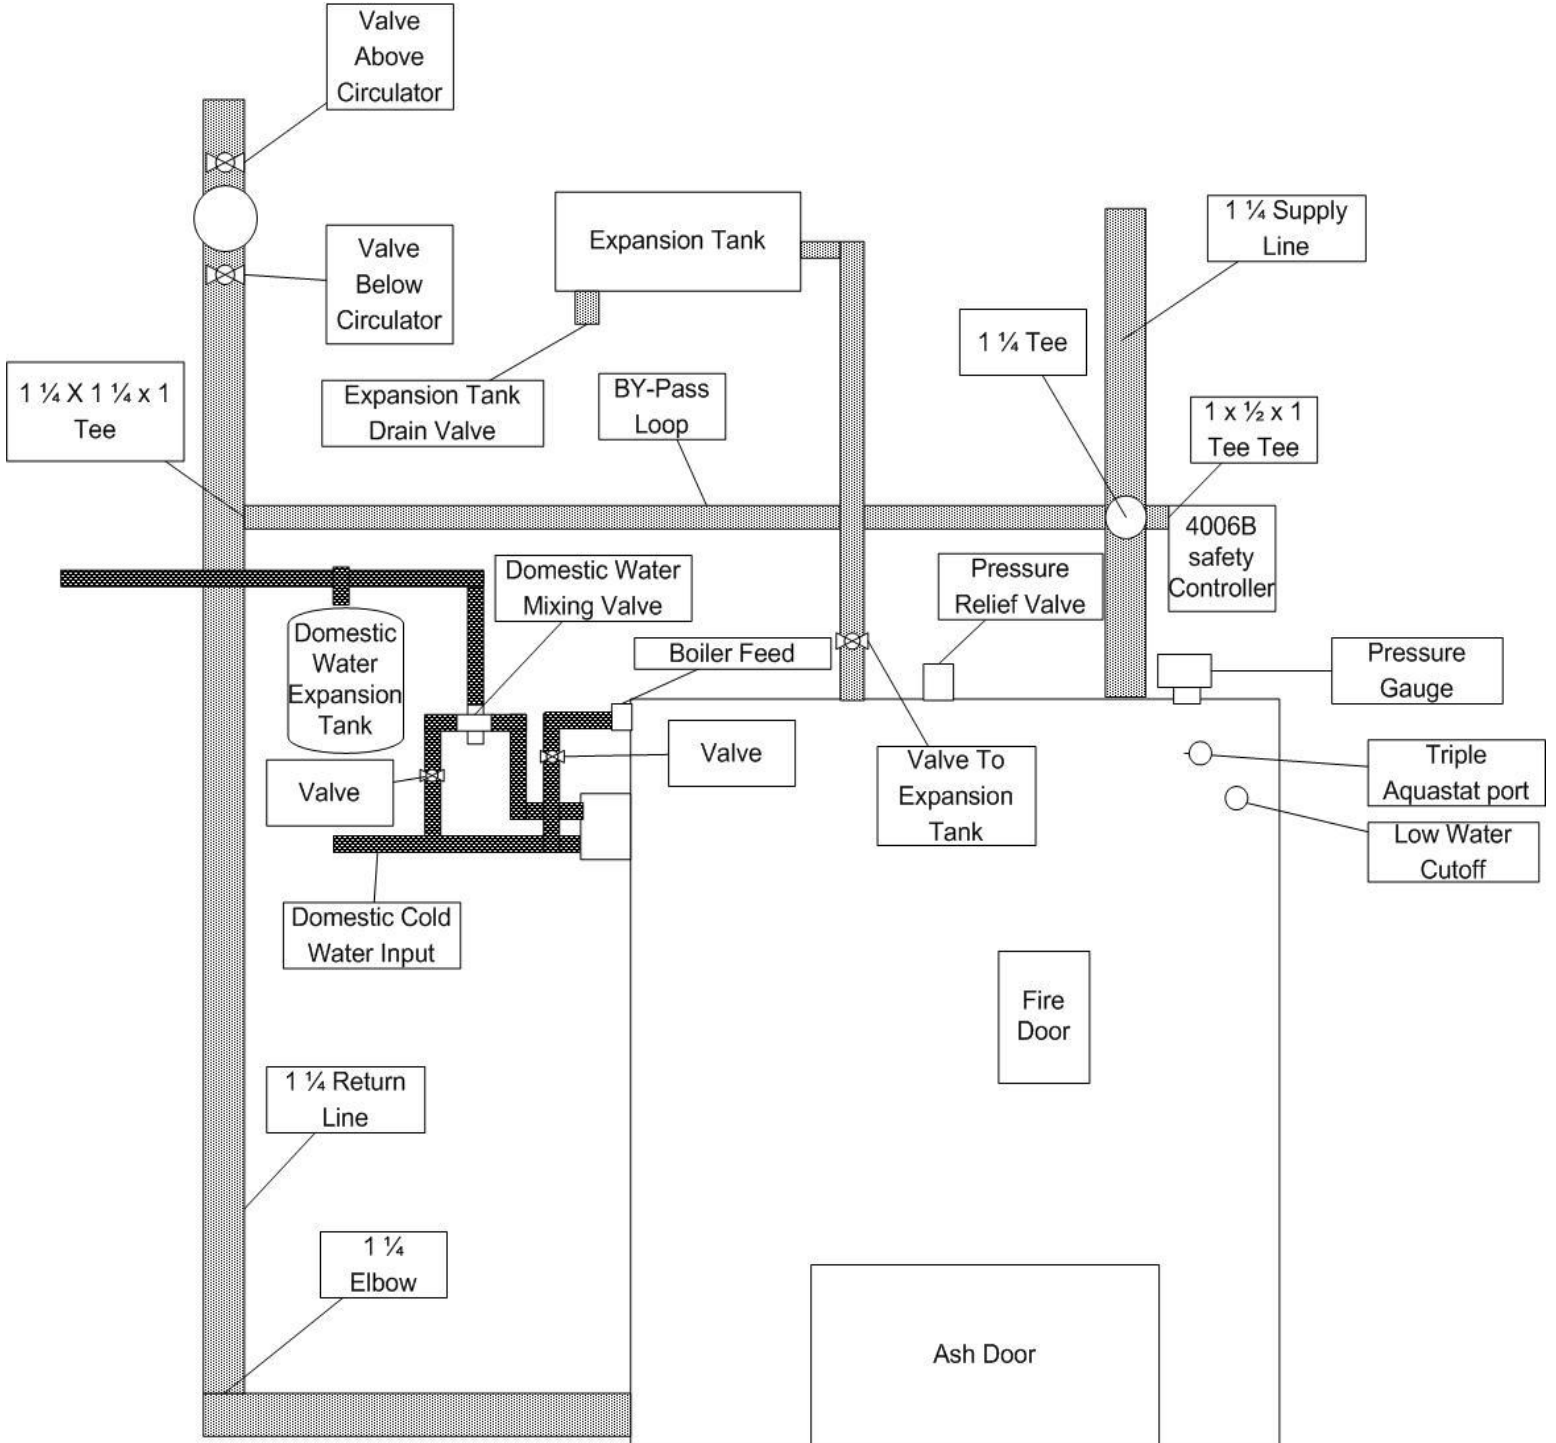 Valve
Above
Circulator
Valve
Below
Circulator
Expansion Tank
1 ¼ Supply
Line
1 ¼ Tee
1 ¼ X 1 ¼ x 1
Tee
Expansion Tank
Drain Valve
BY-Pass
Loop
1 x ½ x 1
Tee Tee
4006B
safety
Controller
Domestic Water
Mixing Valve
Pressure
Relief Valve
Domestic
Water
Expansion
Tank
Boiler Feed
Pressure
Gauge
Valve
Valve
Valve To
Expansion
Tank
Triple
Aquastat port
Low Water
Cutoff
Domestic Cold
Water Input
Fire
Door
1 ¼ Return
Line
1 ¼
Elbow
Ash Door